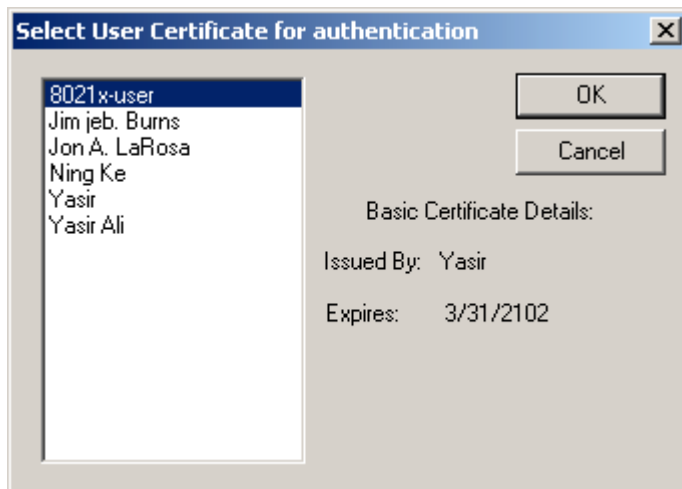 Select User Certificate for authentication
8021x-user
Jim jeb. Burns
Jon A. LaRosa
Ning Ke
Yasir
Yasir Ali
OK
Cancel
Basic Certificate Details:
Issued By: Yasir
Expires: 3/31/2102